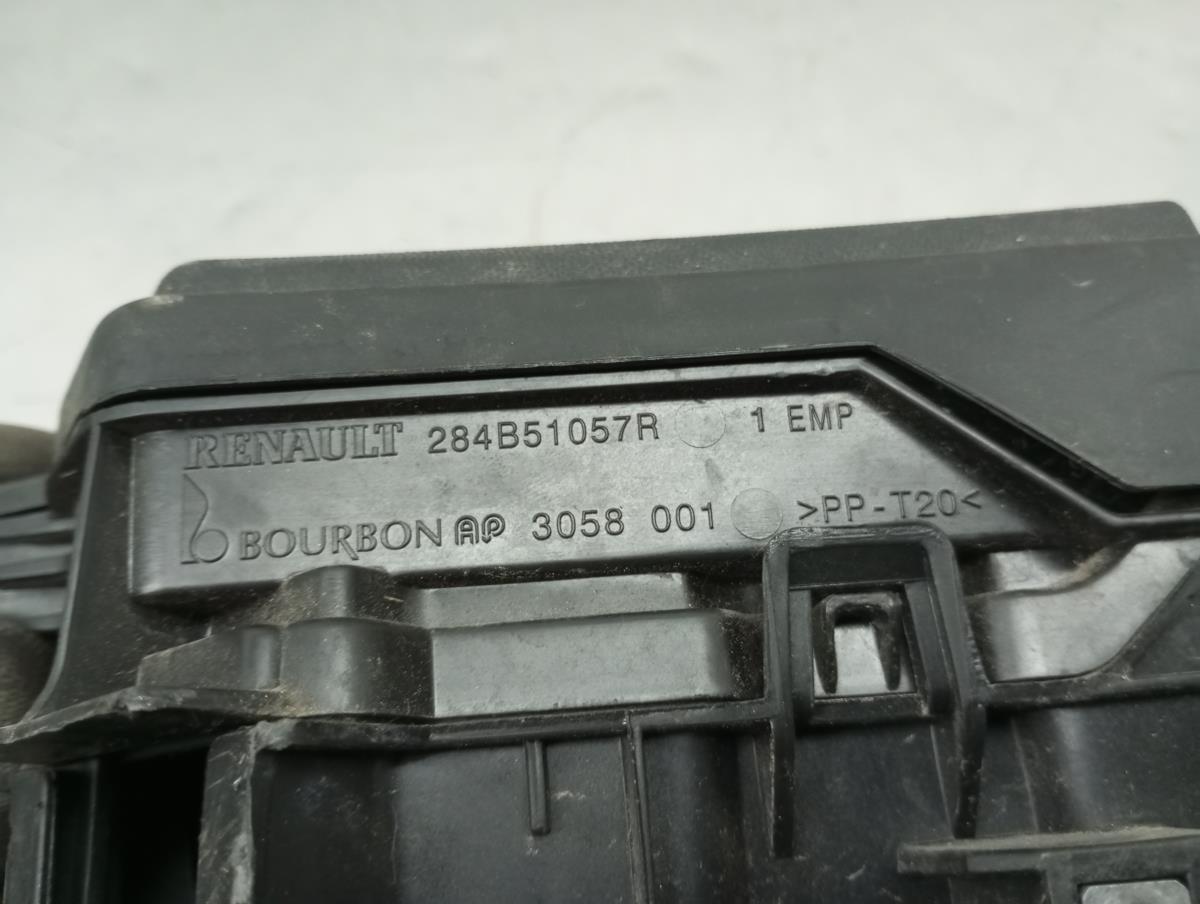 RENAULT 284B51057R 1 EMP
BOURBON AP 3058 001 >PP-T20<